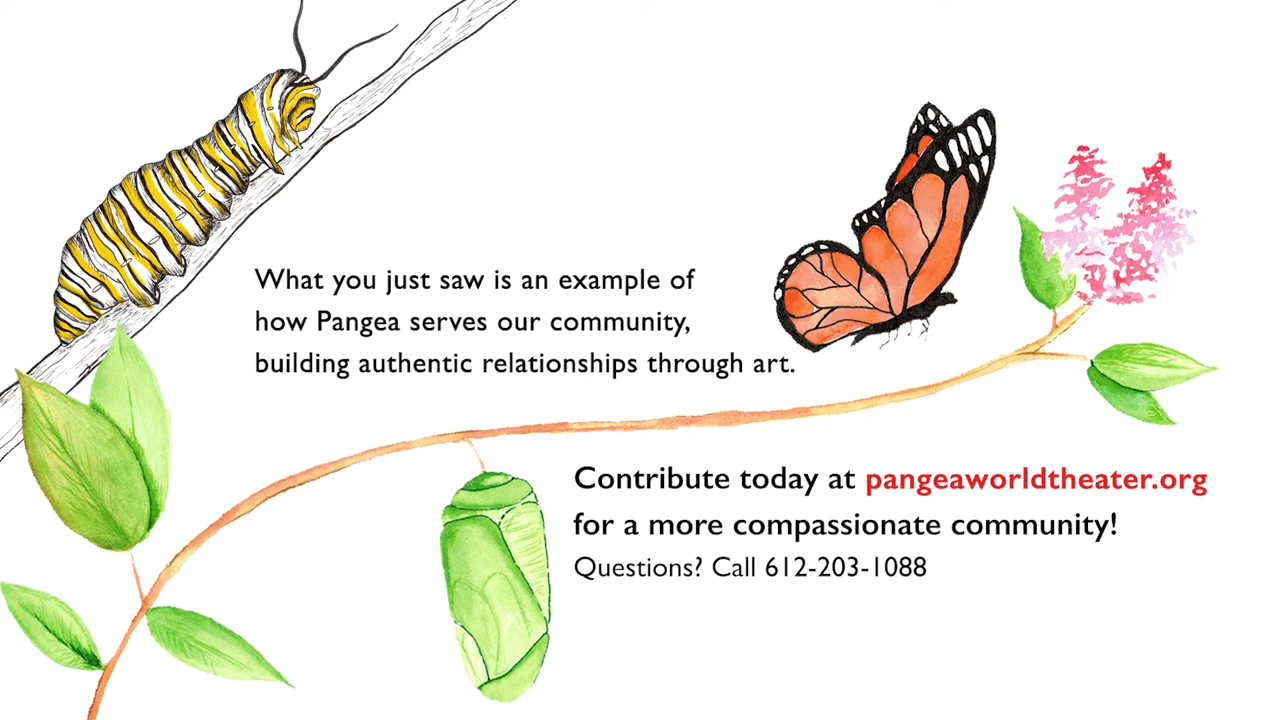 What you just saw is an example of
how Pangea serves our community,
building authentic relationships through art.
Contribute today at pangeaworldtheater.org
for a more compassionate community!
Questions? Call 612-203-1088